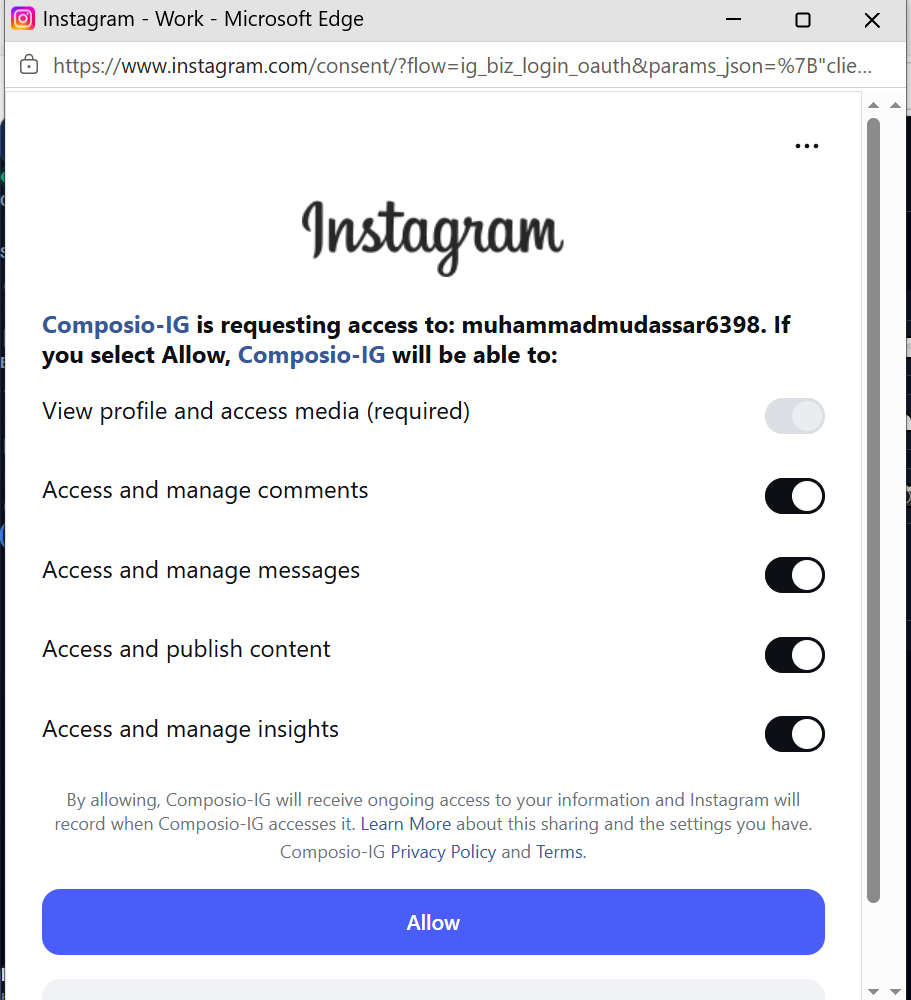 Instagram - Work - Microsoft Edge
https://www.instagram.com/consent/?flow=ig_biz_login_oauth&params_json=%7B"clie...
Instagram
Composio-IG is requesting access to: muhammadmudassar6398. If
you select Allow, Composio-IG will be able to:
View profile and access media (required)
Access and manage comments
Access and manage messages
Access and publish content
Access and manage insights
By allowing, Composio-IG will receive ongoing access to your information and Instagram will
record when Composio-IG accesses it. Learn More about this sharing and the settings you have.
Composio-IG Privacy Policy and Terms.
Allow